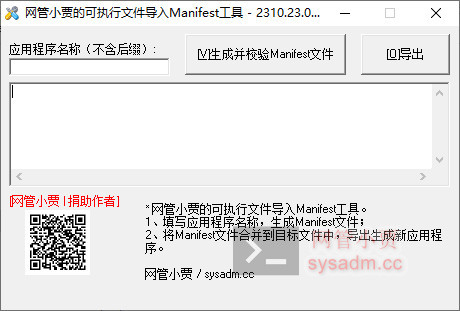 网管小贾的可执行文件导入Manifest工具 - 2310.23.0...
应用程序名称（不含后缀）:
[V]生成并校验Manifest文件
[O]导出
[网管小贾 | 捐助作者]
*网管小贾的可执行文件导入Manifest工具。
1、填写应用程序名称，生成Manifest文件；
2、将Manifest文件合并到目标文件中，导出生成新应用程
序。
网管小贾 / sysadm.cc
网管小贾
sysadm.cc